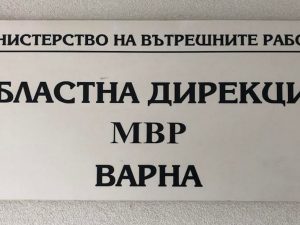 НИСТЕРСТВО НА ВЪТРЕШНИТЕ РАБО
БЛАСТНА ДИРЕКЦИ
МВР
ВАРНА